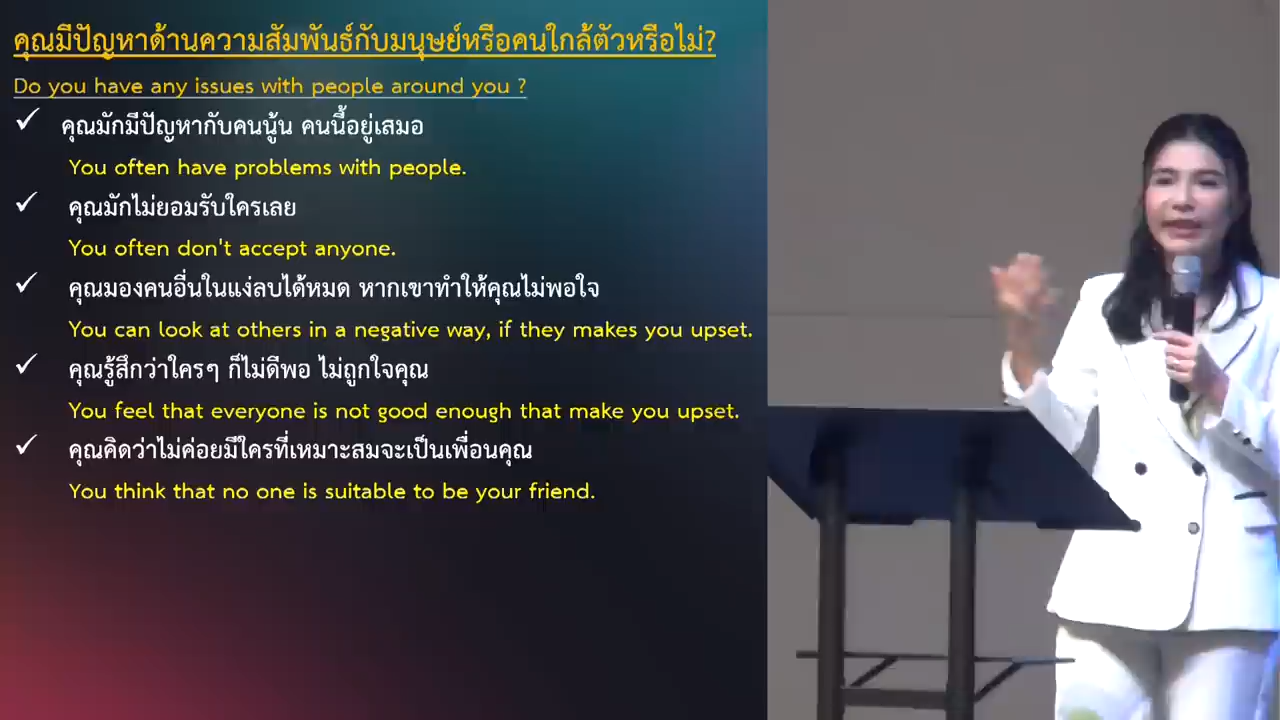 คุณมีปัญหาด้านความสัมพันธ์กับมนุษย์หรือคนใกล้ตัวหรือไม่?
Do you have any issues with people around you ?
คุณมักมีปัญหากับคนนู้น คนนี้อยู่เสมอ
You often have problems with people.
คุณมักไม่ยอมรับใครเลย
You often don't accept anyone.
คุณมองคนอื่นในแง่ลบได้หมด หากเขาทำให้คุณไม่พอใจ
You can look at others in a negative way, if they makes you upset.
คุณรู้สึกว่าใครๆ ก็ไม่ดีพอ ไม่ถูกใจคุณ
You feel that everyone is not good enough that make you upset.
คุณคิดว่าไม่ค่อยมีใครที่เหมาะสมจะเป็นเพื่อนคุณ
You think that no one is suitable to be your friend.